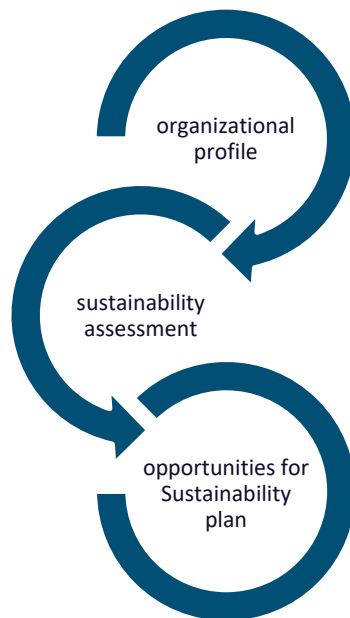 organizational
profile
sustainability
assessment
opportunities for
Sustainability
plan